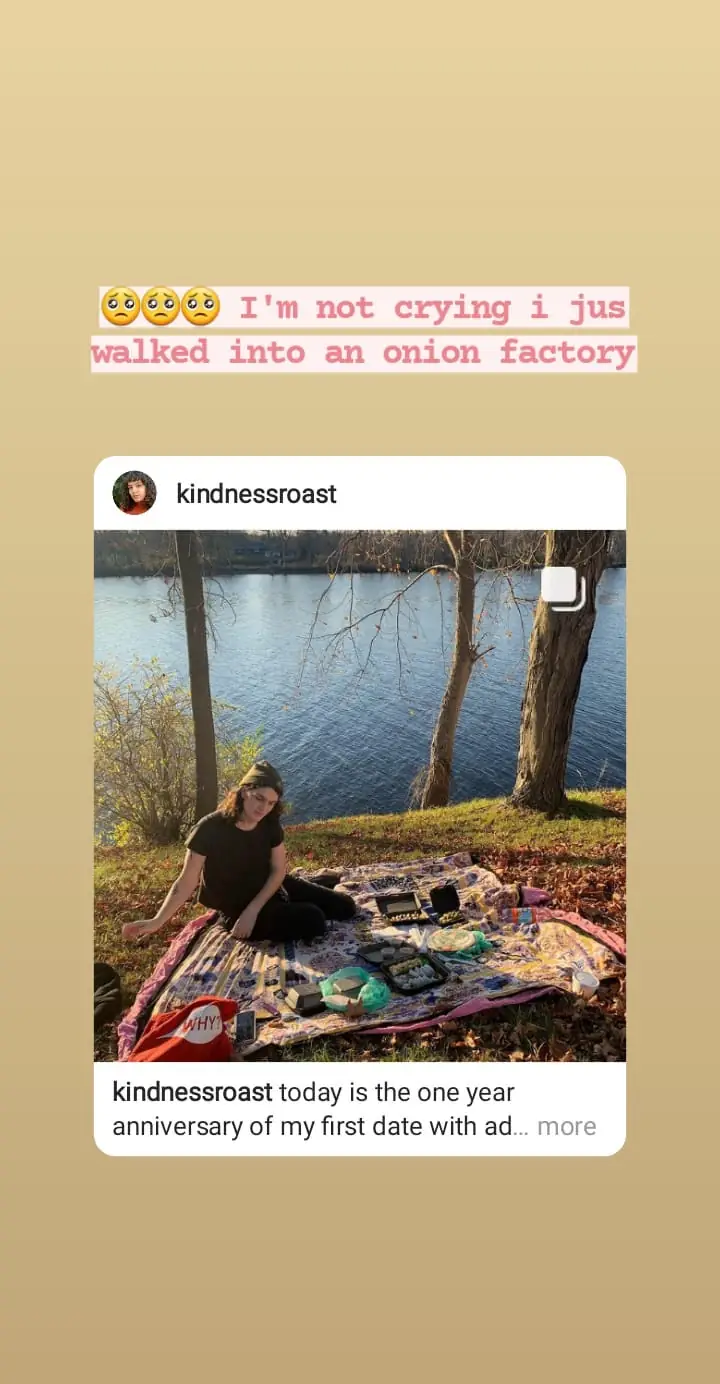 🥺🥺🥺 I'm not crying i jus
walked into an onion factory
kindnessroast
WHY?
kindnessroast today is the one year
anniversary of my first date with ad... more